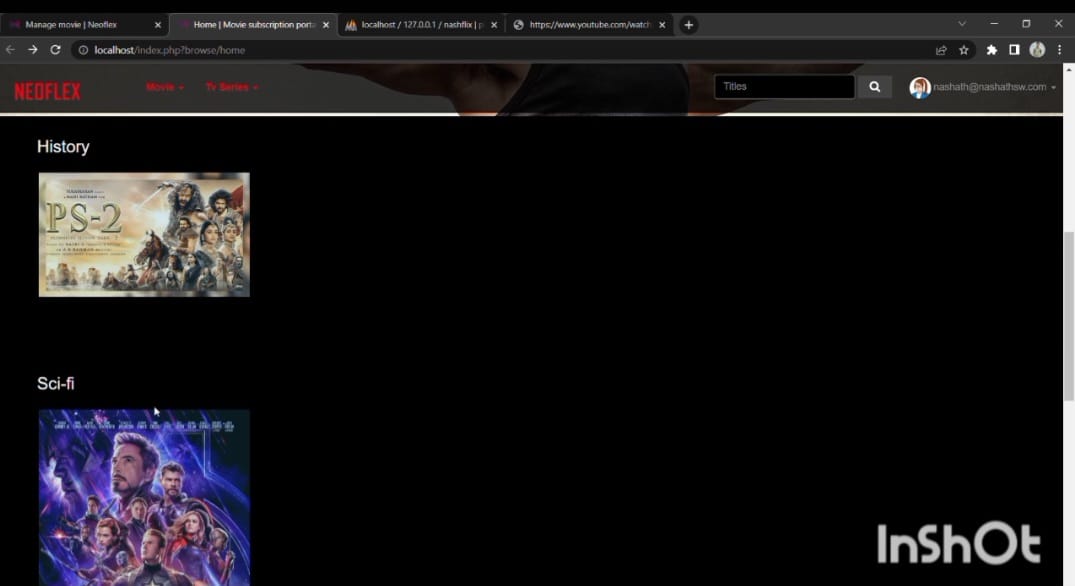 Manage movie | Neoflex
Home | Movie subscription porta
localhost / 127.0.0.1 / nashflix | p
https://www.youtube.com/watch
localhost/index.php?browse/home
NEOFLEX
Movie
Tv Series
Titles
nashath@nashathsw.com
History
PS-2
Sci-fi
InShOt